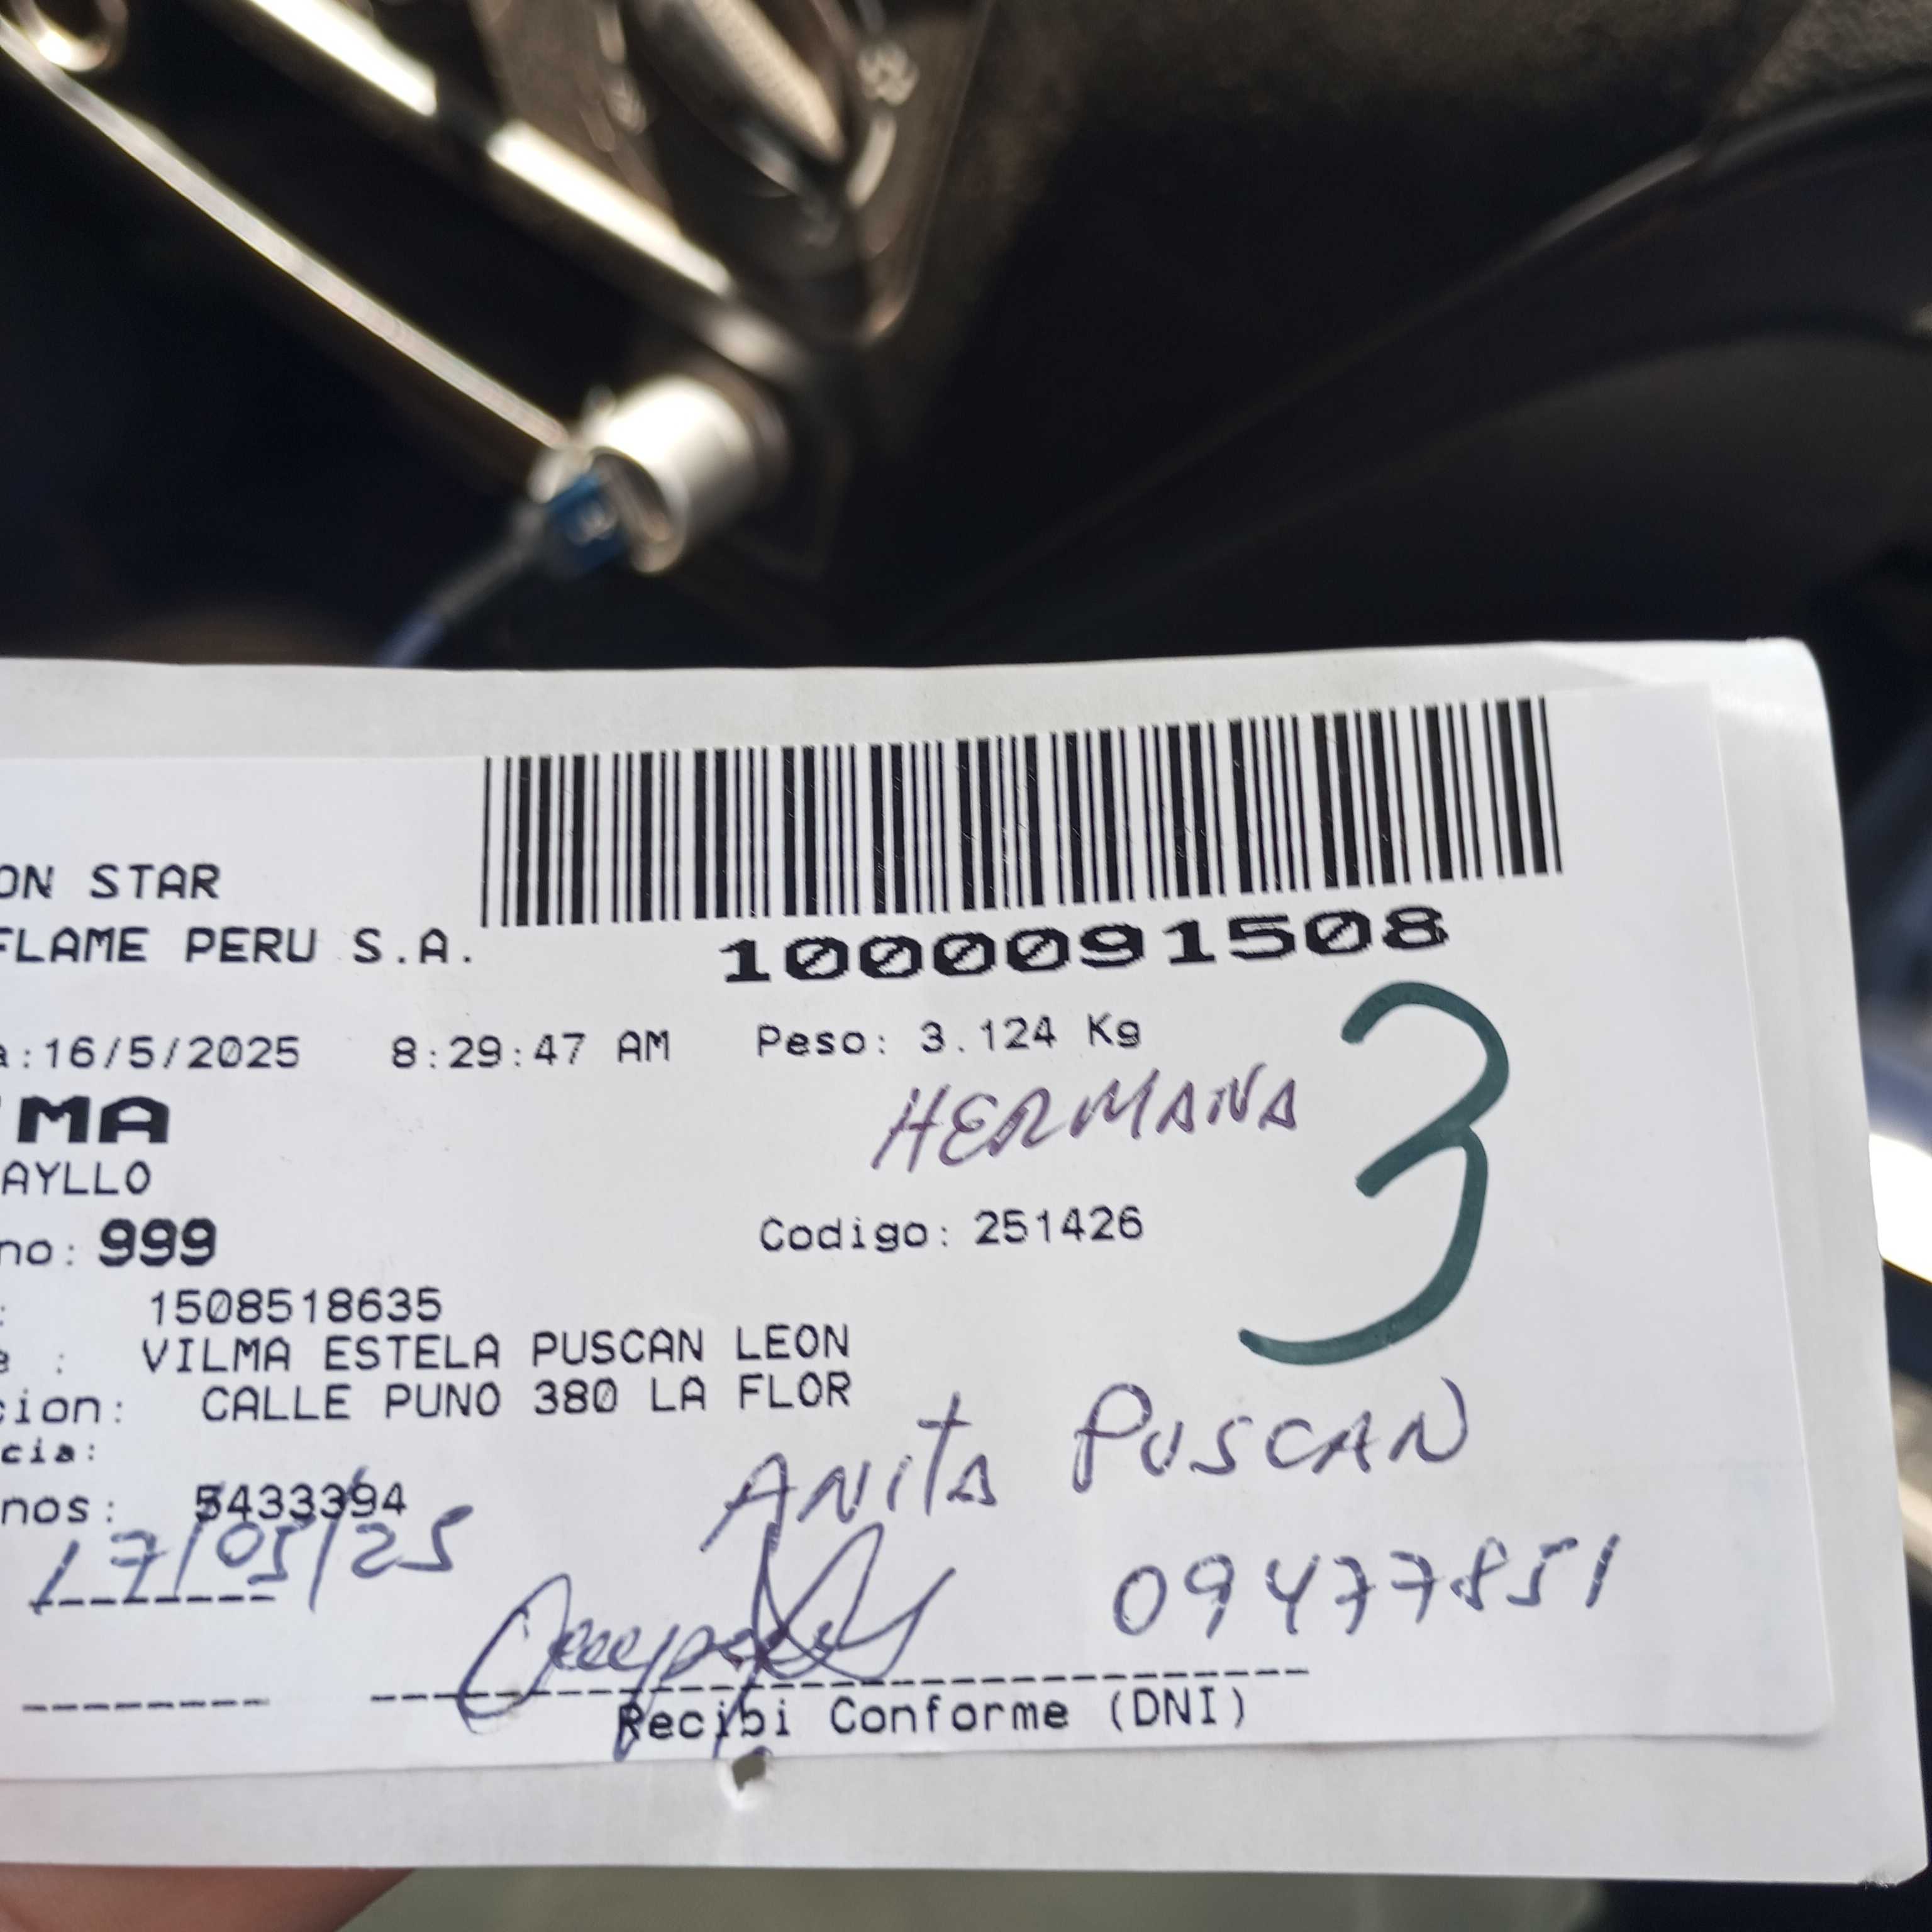 ON STAR
FLAME PERU S.A.
1000091508
a:16/5/2025 8:29:47 AM Peso: 3.124 Kg
MA
HERMANA
3
AYLLO
no: 999
Codigo: 251426
: 1508518635
e : VILMA ESTELA PUSCAN LEON
cion: CALLE PUNO 380 LA FLOR
cia:
ANITA PUSCAN
nos: 5433394
17/05/25
09477851
Recibi Conforme (DNI)